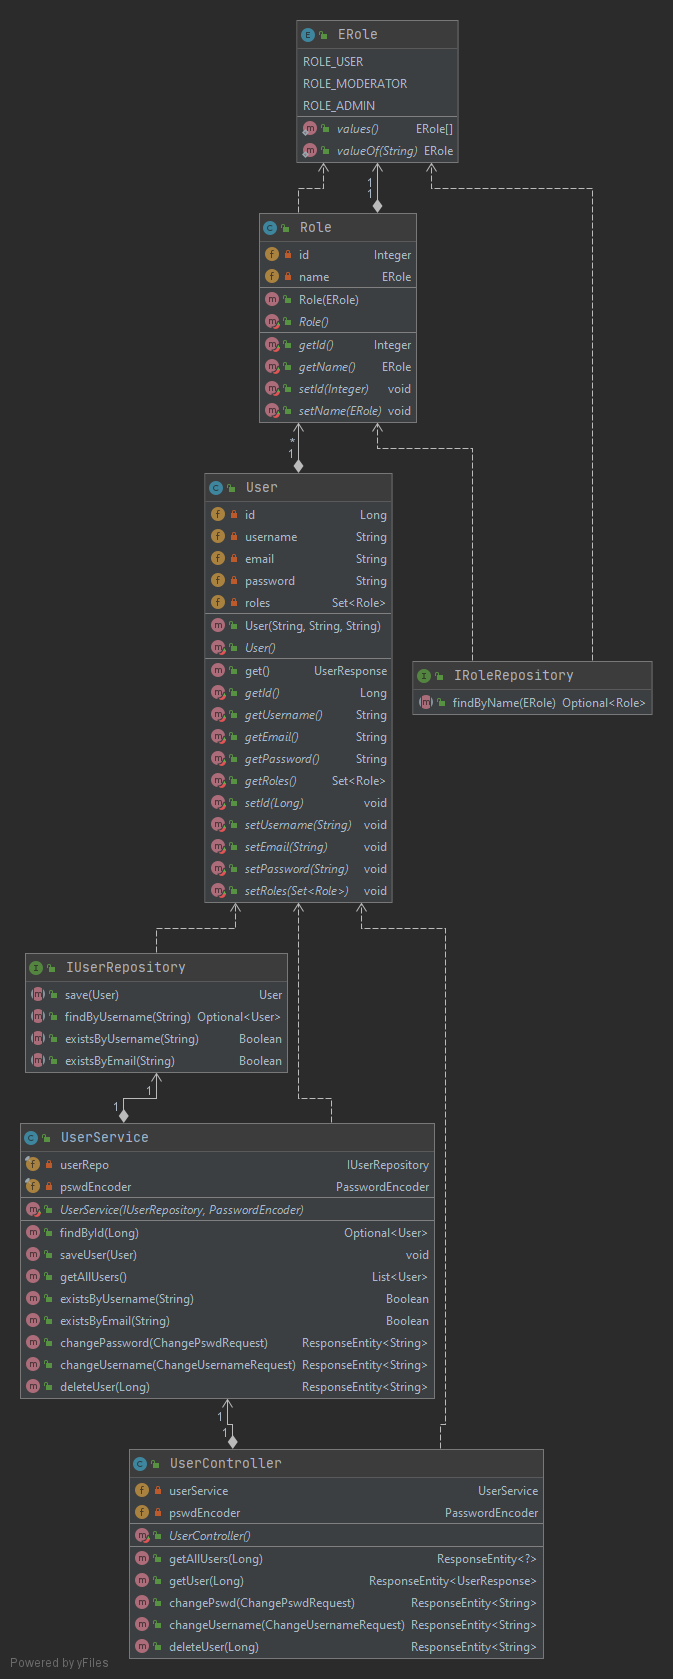 ERole
ROLE_USER
ROLE_MODERATOR
ROLE_ADMIN
values() ERole[]
valueOf(String) ERole
1
1
Role
id Integer
name ERole
Role(ERole)
Role()
getId() Integer
getName() ERole
setId(Integer) void
setName(ERole) void
*
1
User
id Long
username String
email String
password String
roles Set<Role>
User(String, String, String)
User()
get() UserResponse
getId() Long
getUsername() String
getEmail() String
getPassword() String
getRoles() Set<Role>
setId(Long) void
setUsername(String) void
setEmail(String) void
setPassword(String) void
setRoles(Set<Role>) void
IRoleRepository
findByName(ERole) Optional<Role>
IUserRepository
save(User) User
findByUsername(String) Optional<User>
existsByUsername(String) Boolean
existsByEmail(String) Boolean
1
1
UserService
userRepo IUserRepository
pswdEncoder PasswordEncoder
UserService(IUserRepository, PasswordEncoder)
findById(Long) Optional<User>
saveUser(User) void
getAllUsers() List<User>
existsByUsername(String) Boolean
existsByEmail(String) Boolean
changePassword(ChangePswdRequest) ResponseEntity<String>
changeUsername(ChangeUsernameRequest) ResponseEntity<String>
deleteUser(Long) ResponseEntity<String>
1
1
UserController
userService UserService
pswdEncoder PasswordEncoder
UserController()
getAllUsers(Long) ResponseEntity<?>
getUser(Long) ResponseEntity<UserResponse>
changePswd(ChangePswdRequest) ResponseEntity<String>
changeUsername(ChangeUsernameRequest) ResponseEntity<String>
deleteUser(Long) ResponseEntity<String>
Powered by yFiles